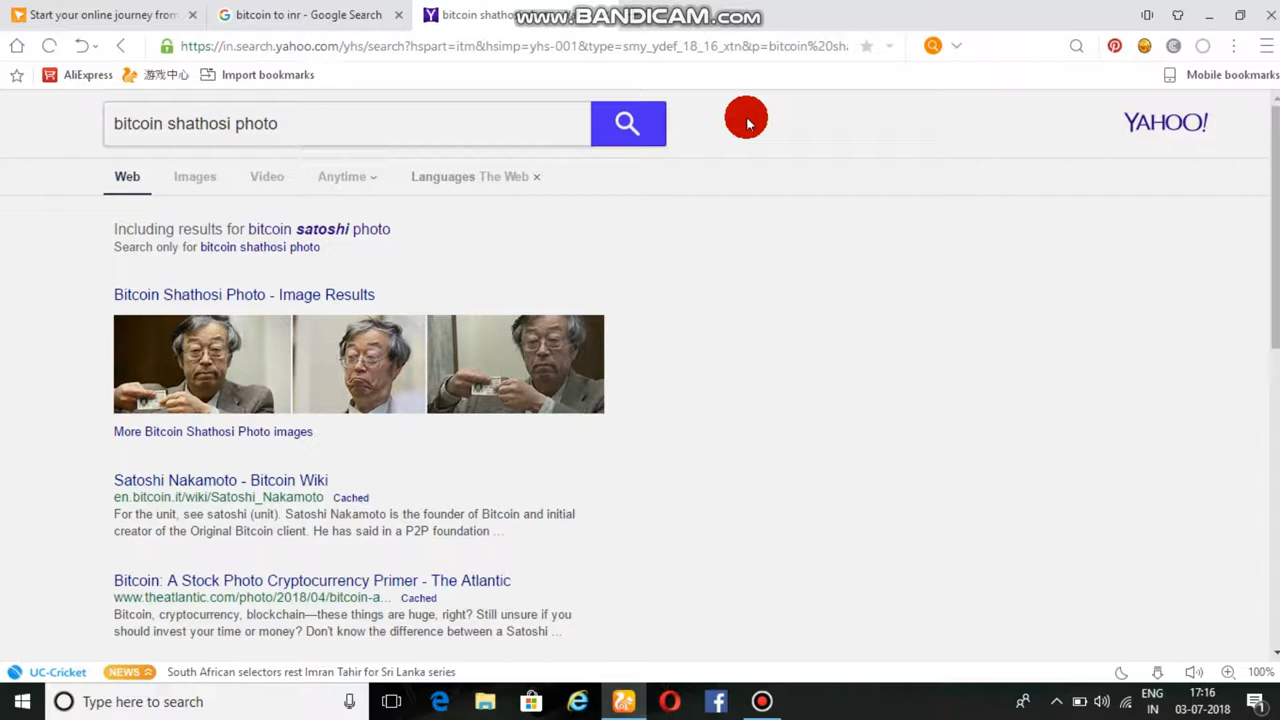 Start your online journey from
bitcoin to inr - Google Search
bitcoin shathosi
www.BANDICAM.com
https://in.search.yahoo.com/yhs/search?hspart=itm&hsimp=yhs-001&type=smy_ydef_18_16_xtn&p=bitcoin%20sh
AliExpress
游戏中心
Import bookmarks
Mobile bookmarks
bitcoin shathosi photo
YAHOO!
Web Images Video Anytime Languages The Web ×
Including results for bitcoin satoshi photo
Search only for bitcoin shathosi photo
Bitcoin Shathosi Photo - Image Results
More Bitcoin Shathosi Photo images
Satoshi Nakamoto - Bitcoin Wiki
en.bitcoin.it/wiki/Satoshi_Nakamoto Cached
For the unit, see satoshi (unit). Satoshi Nakamoto is the founder of Bitcoin and initial
creator of the Original Bitcoin client. He has said in a P2P foundation ...
Bitcoin: A Stock Photo Cryptocurrency Primer - The Atlantic
www.theatlantic.com/photo/2018/04/bitcoin-a... Cached
Bitcoin, cryptocurrency, blockchain—these things are huge, right? Still unsure if you
should invest your time or money? Don't know the difference between a Satoshi ...
UC-Cricket NEWS South African selectors rest Imran Tahir for Sri Lanka series
100%
Type here to search
ENG
IN
17:16
03-07-2018
1